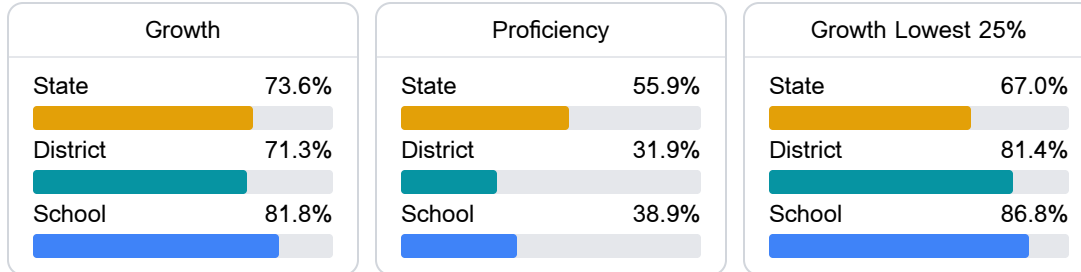 Growth
State 73.6%
District 71.3%
School 81.8%
Proficiency
State 55.9%
District 31.9%
School 38.9%
Growth Lowest 25%
State 67.0%
District 81.4%
School 86.8%